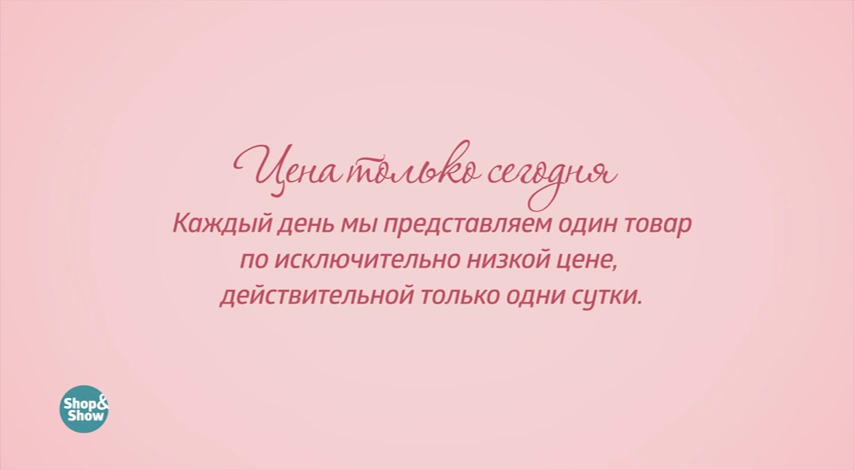 Цена только сегодня
Каждый день мы представляем один товар
по исключительно низкой цене,
действительной только одни сутки.
Shop&
Show